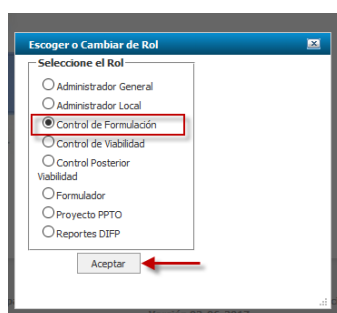 Escoger o Cambiar de Rol
Seleccione el Rol
Administrador General
Administrador Local
Control de Formulación
Control de Viabilidad
Control Posterior
Viabilidad
Formulador
Proyecto PPTO
Reportes DIFP
Aceptar